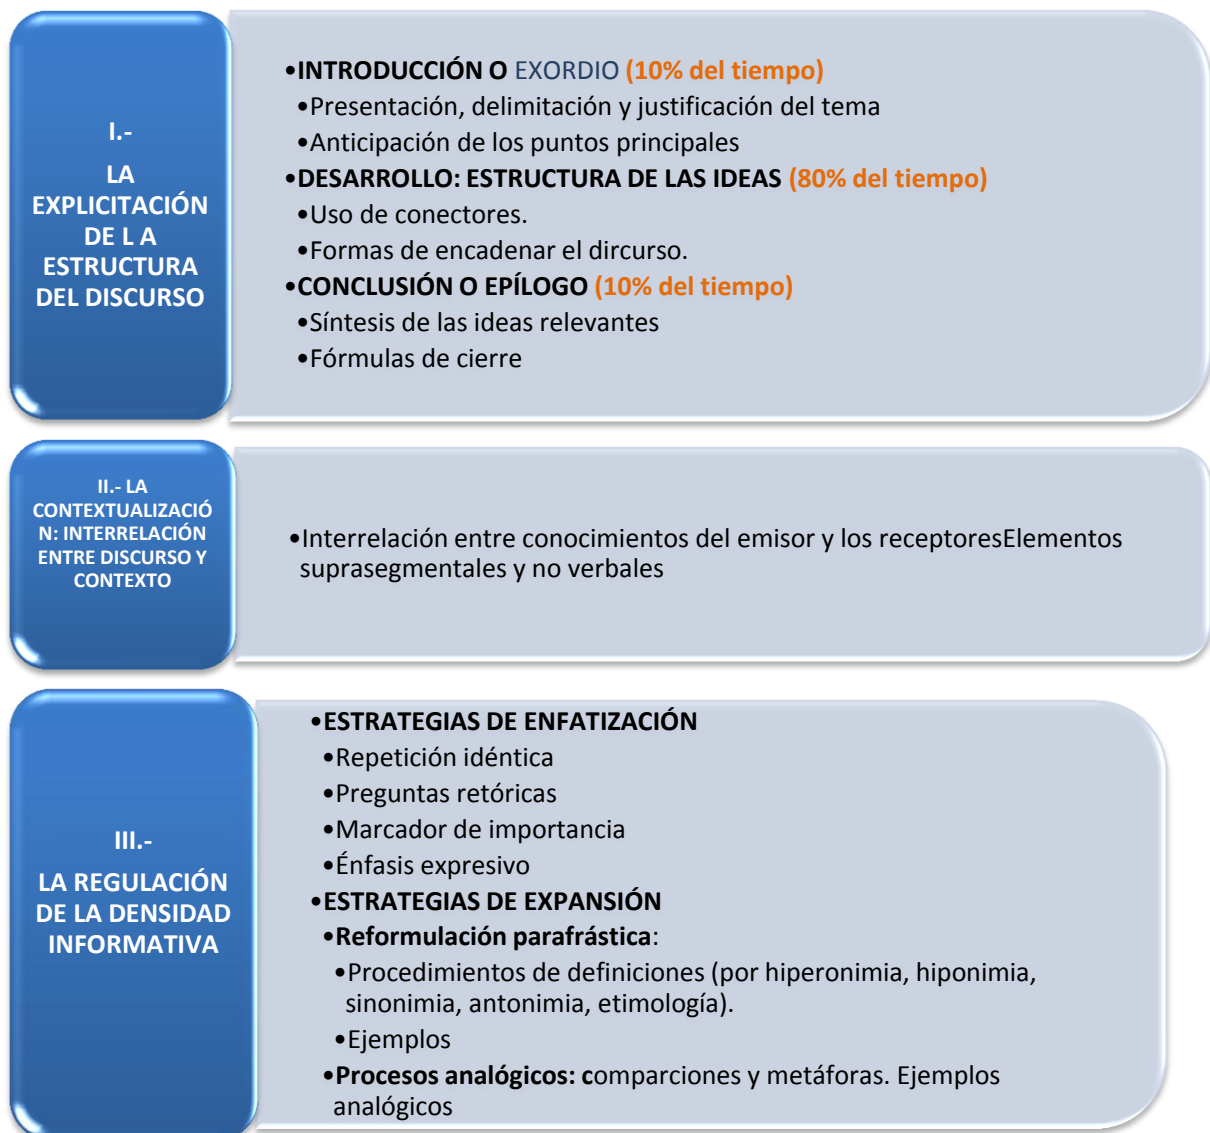 I.-
LA
EXPLICITACIÓN
DE L A
ESTRUCTURA
DEL DISCURSO
•INTRODUCCIÓN O EXORDIO (10% del tiempo)
•Presentación, delimitación y justificación del tema
•Anticipación de los puntos principales
•DESARROLLO: ESTRUCTURA DE LAS IDEAS (80% del tiempo)
•Uso de conectores.
•Formas de encadenar el dircurso.
•CONCLUSIÓN O EPÍLOGO (10% del tiempo)
•Síntesis de las ideas relevantes
•Fórmulas de cierre
II.- LA
CONTEXTUALIZACIÓ
N: INTERRELACIÓN
ENTRE DISCURSO Y
CONTEXTO
•Interrelación entre conocimientos del emisor y los receptoresElementos
suprasegmentales y no verbales
III.-
LA REGULACIÓN
DE LA DENSIDAD
INFORMATIVA
•ESTRATEGIAS DE ENFATIZACIÓN
•Repetición idéntica
•Preguntas retóricas
•Marcador de importancia
•Énfasis expresivo
•ESTRATEGIAS DE EXPANSIÓN
•Reformulación parafrástica:
•Procedimientos de definiciones (por hiperonimia, hiponimia,
sinonimia, antonimia, etimología).
•Ejemplos
•Procesos analógicos: comparciones y metáforas. Ejemplos
analógicos